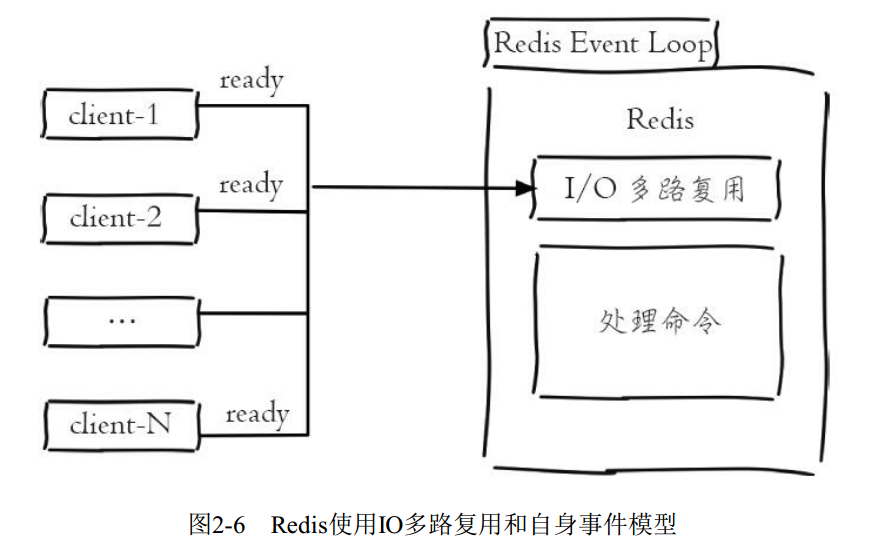 Redis Event Loop
ready
client-1
Redis
ready
I/O 多路复用
client-2
...
处理命令
ready
client-N
图2-6 Redis使用IO多路复用和自身事件模型